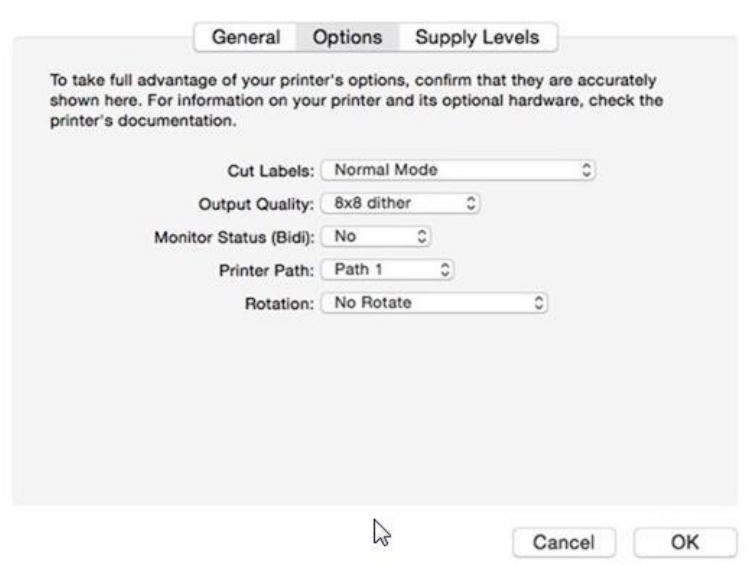 General Options Supply Levels
To take full advantage of your printer's options, confirm that they are accurately
shown here. For information on your printer and its optional hardware, check the
printer's documentation.
Cut Labels: Normal Mode
Output Quality: 8x8 dither
Monitor Status (Bidi): No
Printer Path: Path 1
Rotation: No Rotate
Cancel OK